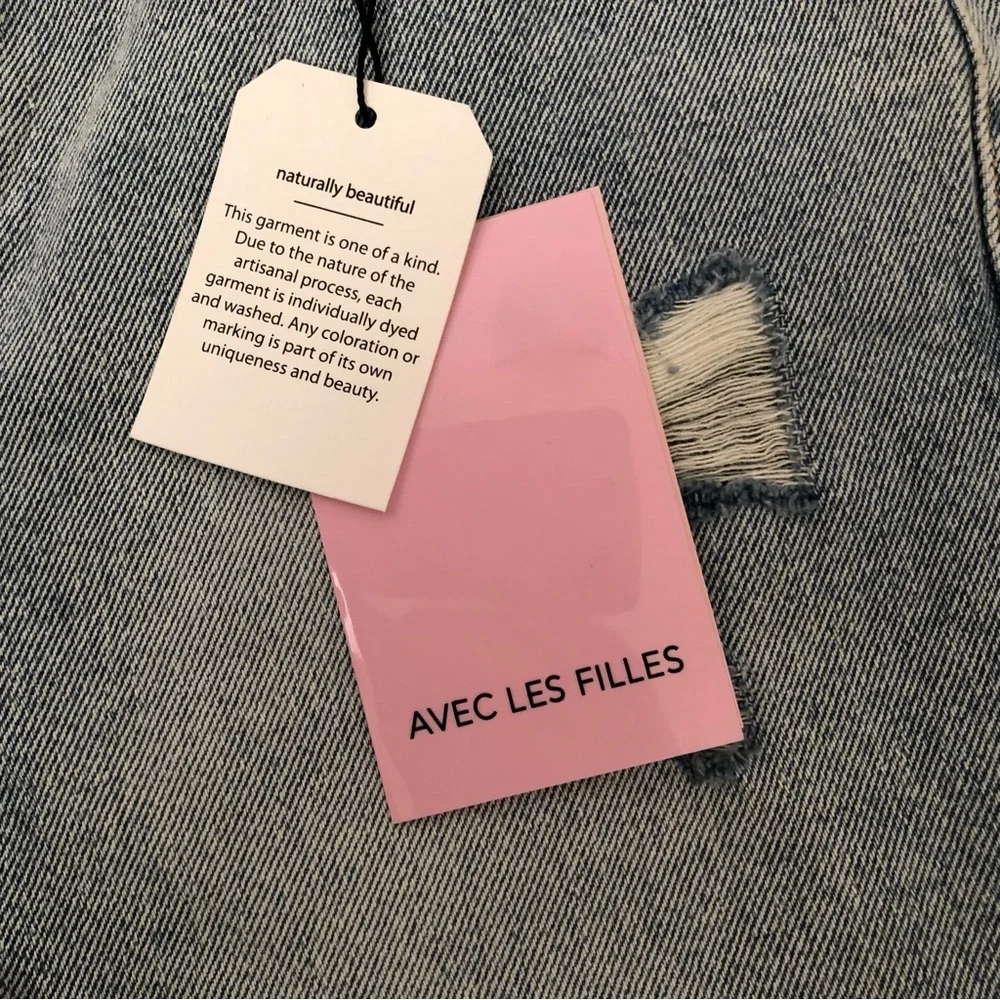 naturally beautiful
This garment is one of a kind.
Due to the nature of the
artisanal process, each
garment is individually dyed
and washed. Any coloration or
marking is part of its own
uniqueness and beauty.
AVEC LES FILLES